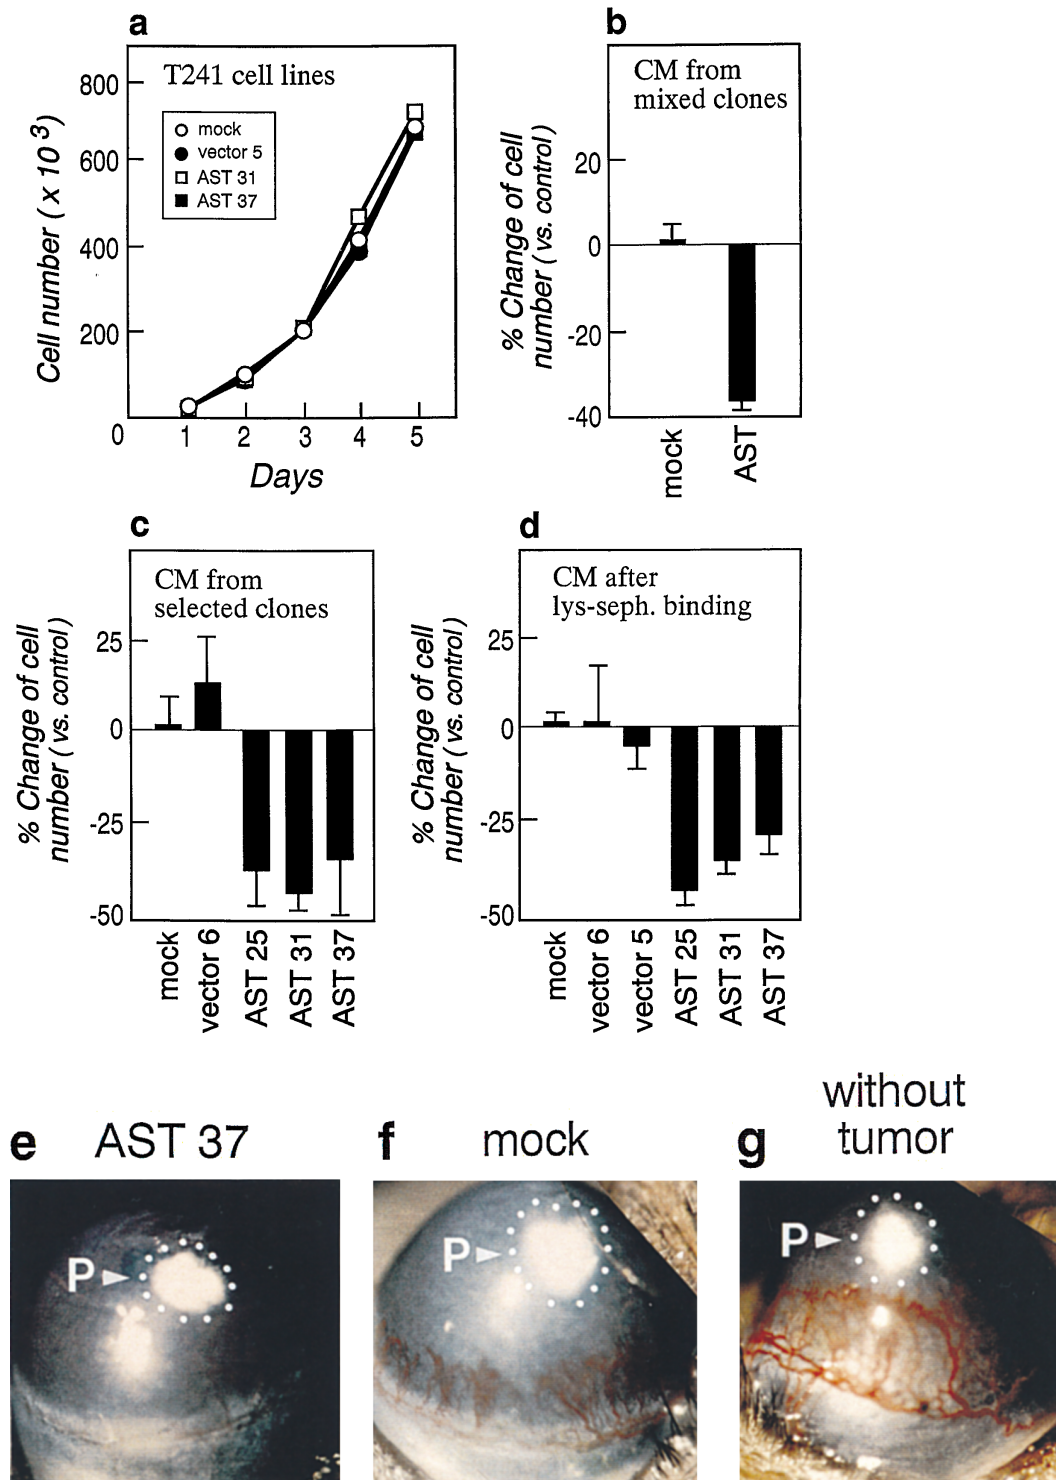 a
T241 cell lines
mock
vector 5
AST 31
AST 37
Cell number ( x 10³)
800
600
400
200
0
1 2 3 4 5
Days
b
CM from
mixed clones
% Change of cell
number ( vs. control)
20
0
-20
-40
mock
AST
c
CM from
selected clones
% Change of cell
number ( vs. control)
25
0
-25
-50
mock
vector 6
AST 25
AST 31
AST 37
d
CM after
lys-seph. binding
% Change of cell
number ( vs. control)
25
0
-25
-50
mock
vector 6
vector 5
AST 25
AST 31
AST 37
e AST 37
P
f mock
P
g without
tumor
P